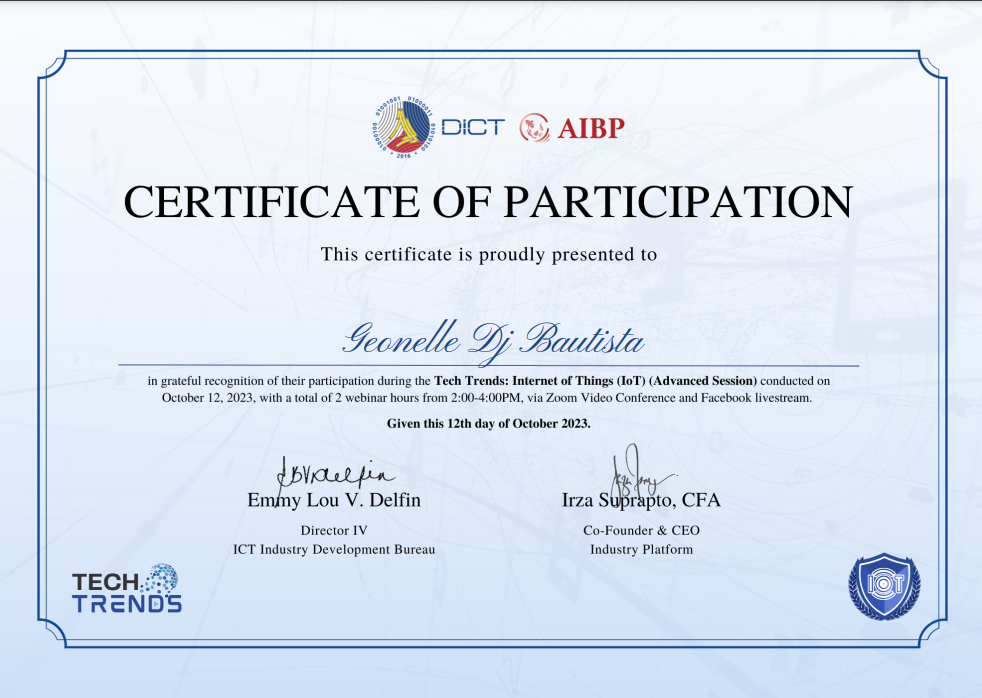 DICT
AIBP
2016
CERTIFICATE OF PARTICIPATION
This certificate is proudly presented to
Geonelle Dj Bautista
in grateful recognition of their participation during the Tech Trends: Internet of Things (IoT) (Advanced Session) conducted on
October 12, 2023, with a total of 2 webinar hours from 2:00-4:00PM, via Zoom Video Conference and Facebook livestream.
Given this 12th day of October 2023.
Emmy Lou V. Delfin
Irza Suprapto, CFA
Director IV
Co-Founder & CEO
ICT Industry Development Bureau
Industry Platform
TECH
TRENDS
IOT